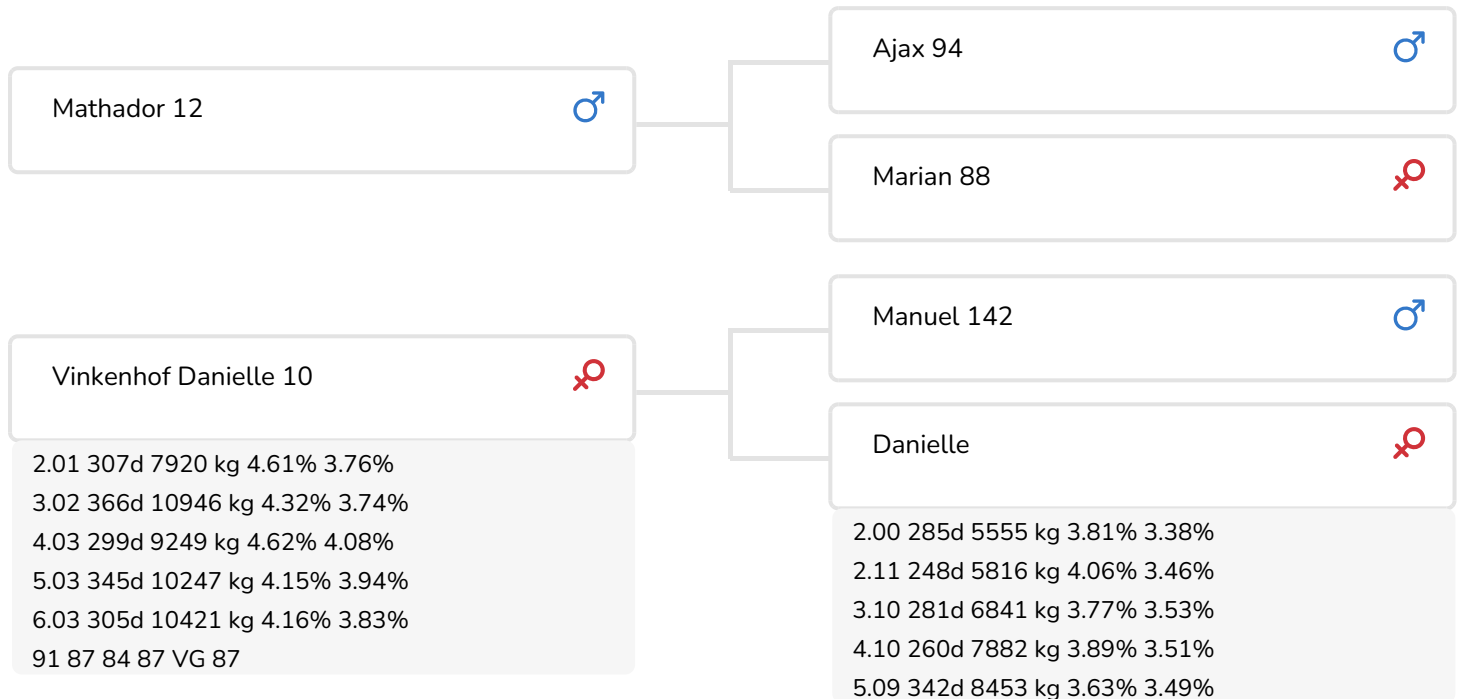 Ajax 94
Mathador 12
Marian 88
Manuel 142
Vinkenhof Danielle 10
2.01 307d 7920 kg 4.61% 3.76%
3.02 366d 10946 kg 4.32% 3.74%
4.03 299d 9249 kg 4.62% 4.08%
5.03 345d 10247 kg 4.15% 3.94%
6.03 305d 10421 kg 4.16% 3.83%
91 87 84 87 VG 87
Danielle
2.00 285d 5555 kg 3.81% 3.38%
2.11 248d 5816 kg 4.06% 3.46%
3.10 281d 6841 kg 3.77% 3.53%
4.10 260d 7882 kg 3.89% 3.51%
5.09 342d 8453 kg 3.63% 3.49%